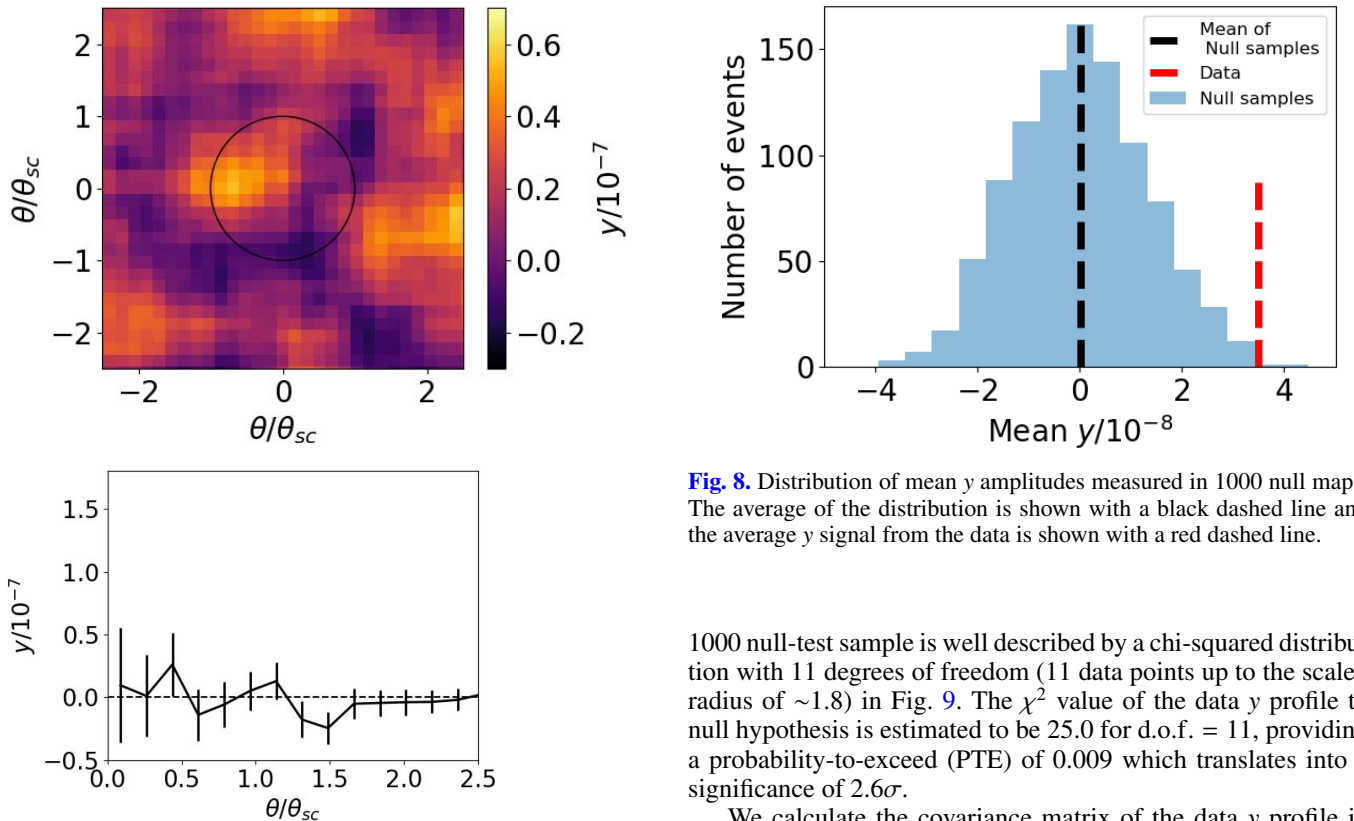 2
1
0
−1
−2
θ/θsc
−2
0
2
θ/θsc
0.6
0.4
0.2
0.0
−0.2
y/10−7
1.5
1.0
0.5
0.0
−0.5
y/10−7
0.0
0.5
1.0
1.5
2.0
2.5
θ/θsc
150
100
50
0
Number of events
Mean of
Null samples
Data
Null samples
−4
−2
0
2
4
Mean y/10−8
Fig. 8. Distribution of mean y amplitudes measured in 1000 null map
The average of the distribution is shown with a black dashed line an
the average y signal from the data is shown with a red dashed line.
1000 null-test sample is well described by a chi-squared distribu
tion with 11 degrees of freedom (11 data points up to the scale
radius of ~1.8) in Fig. 9. The χ2 value of the data y profile t
null hypothesis is estimated to be 25.0 for d.o.f. = 11, providin
a probability-to-exceed (PTE) of 0.009 which translates into
significance of 2.6σ.
We calculate the covariance matrix of the data y profile i